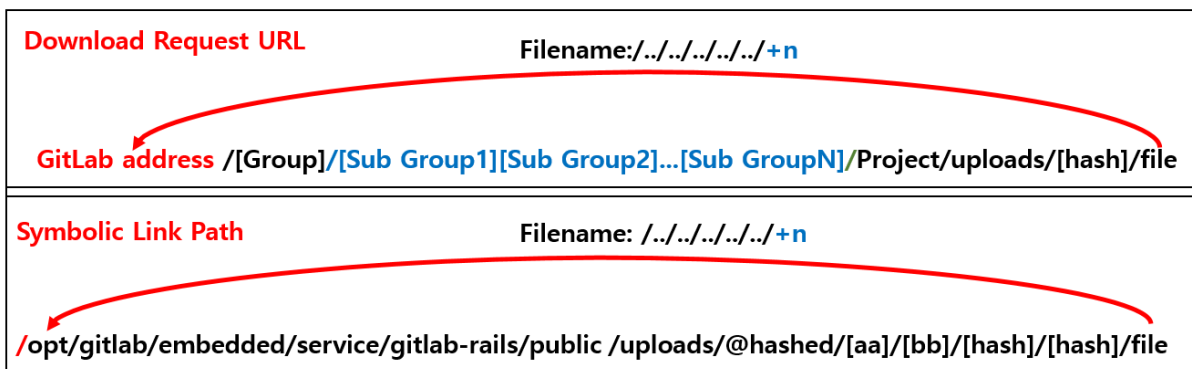 Download Request URL
Filename:/../../../../../+n
GitLab address /[Group]/[Sub Group1][Sub Group2]...[Sub GroupN]/Project/uploads/[hash]/file
Symbolic Link Path
Filename: /../../../../../+n
/opt/gitlab/embedded/service/gitlab-rails/public /uploads/@hashed/[aa]/[bb]/[hash]/[hash]/file